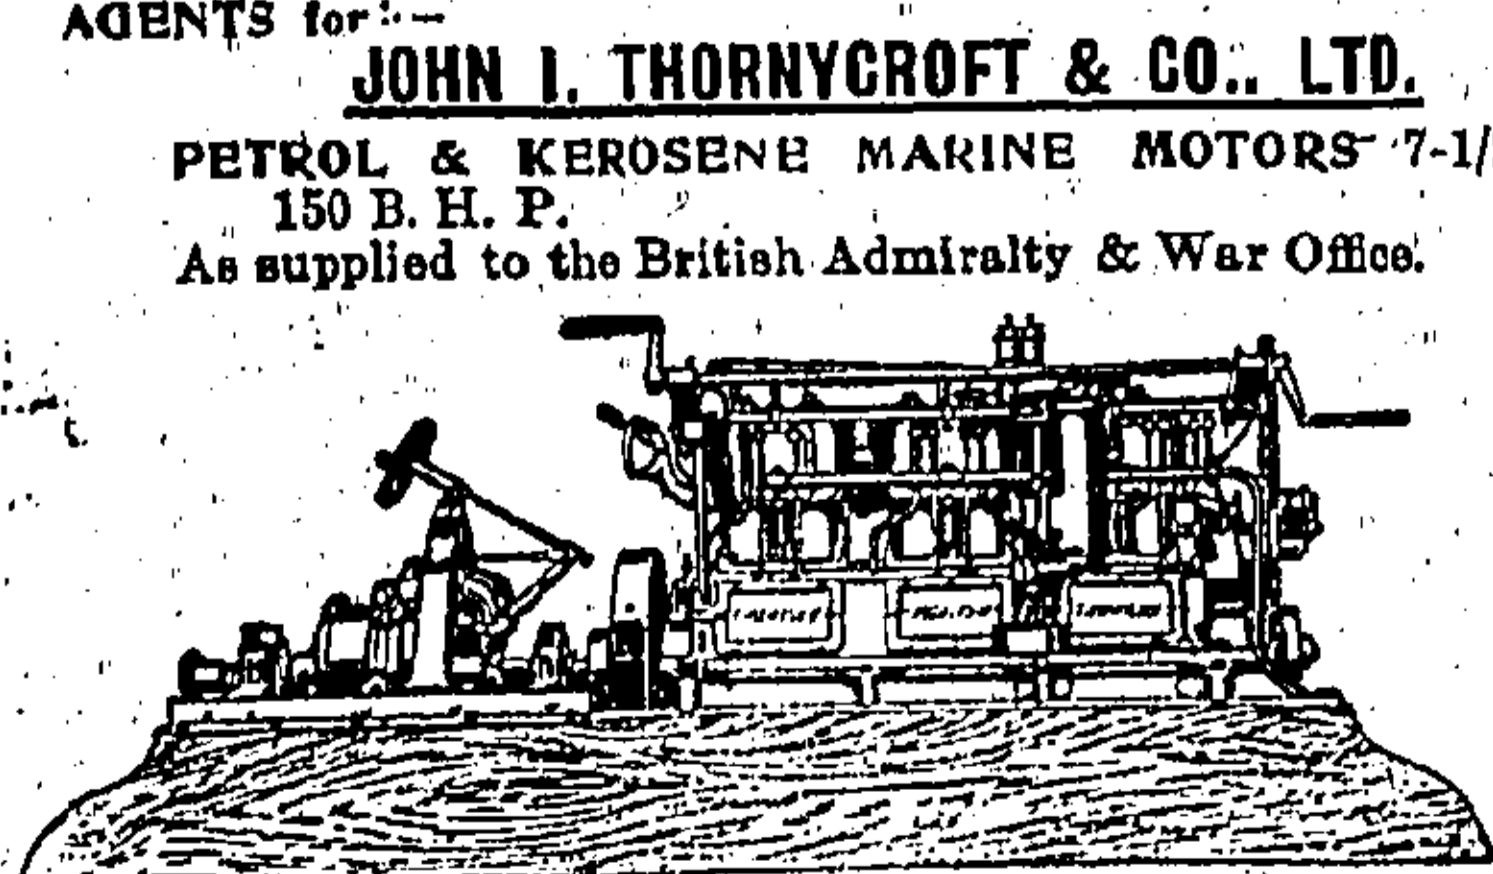 AGENTS for:—
JOHN I. THORNYCROFT & CO., LTD.
PETROL & KEROSENE MARINE MOTORS 7-1/
150 B. H. P.
As supplied to the British Admiralty & War Office.